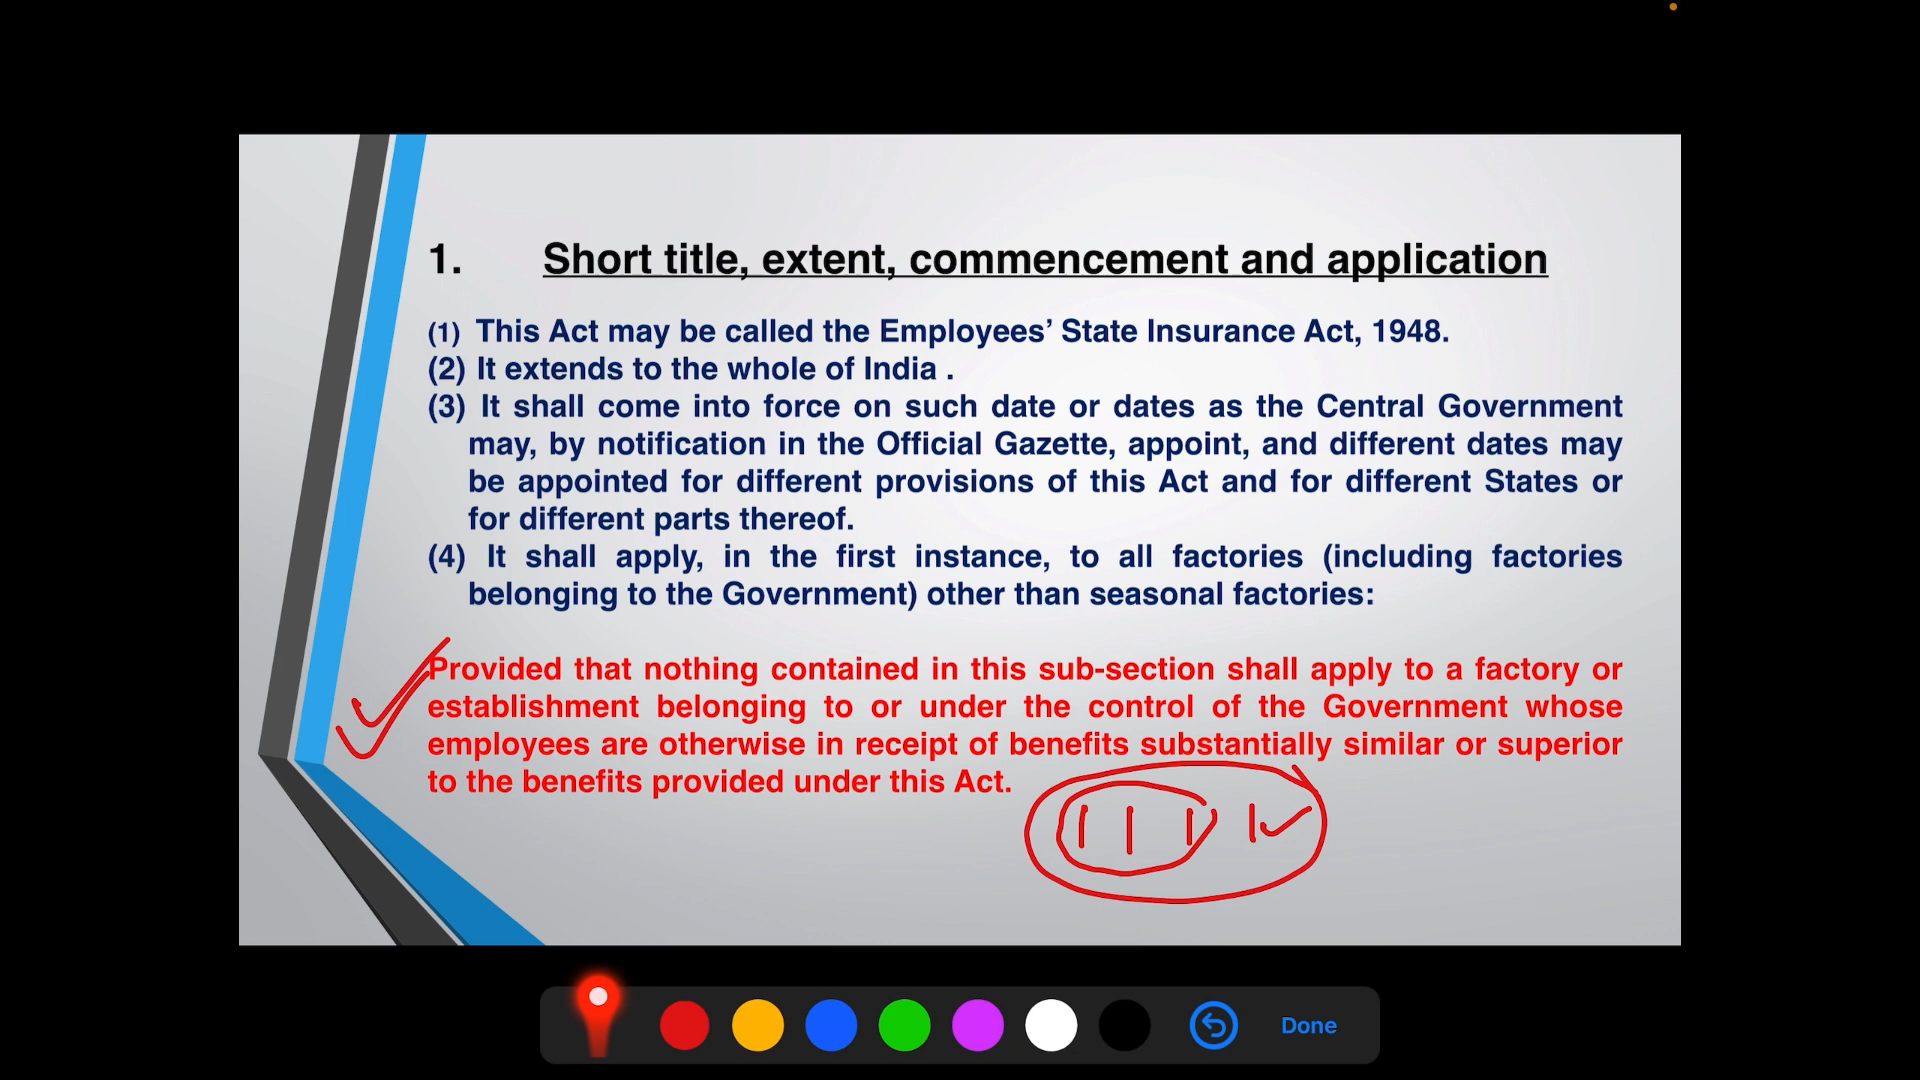 1. Short title, extent, commencement and application
(1) This Act may be called the Employees’ State Insurance Act, 1948.
(2) It extends to the whole of India .
(3) It shall come into force on such date or dates as the Central Government
may, by notification in the Official Gazette, appoint, and different dates may
be appointed for different provisions of this Act and for different States or
for different parts thereof.
(4) It shall apply, in the first instance, to all factories (including factories
belonging to the Government) other than seasonal factories:
Provided that nothing contained in this sub-section shall apply to a factory or
establishment belonging to or under the control of the Government whose
employees are otherwise in receipt of benefits substantially similar or superior
to the benefits provided under this Act.
Done